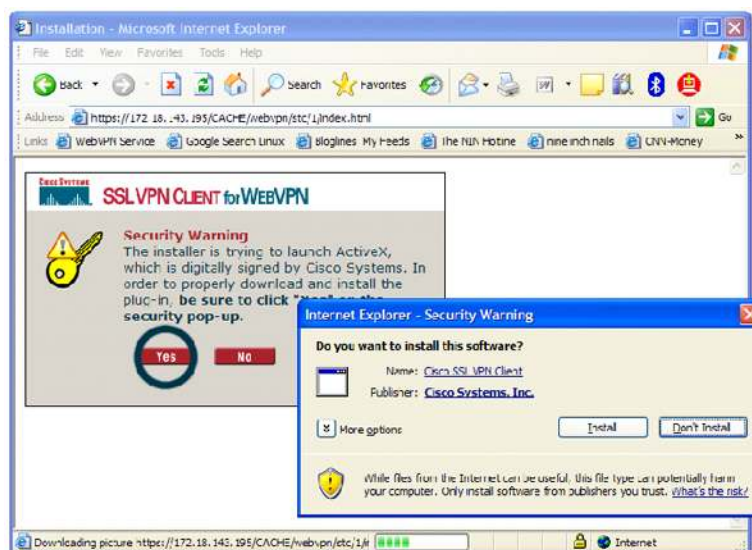 Installation - Microsoft Internet Explorer
File Edit View Favorites Tools Help
Back Search Favorites
Address https://172.18.143.195/CACHE/webvpn/stc/1/index.html Go
Links WebVPN Service Google Search Linux Bloglines My Feeds The NIN Hotline nine inch nails CNN-Money »
CISCO SYSTEMS
SSL VPN CLIENT for WEBVPN
Security Warning
The installer is trying to launch ActiveX,
which is digitally signed by Cisco Systems. In
order to properly download and install the
plug-in, be sure to click "Yes" on the
security pop-up.
Yes No
Internet Explorer - Security Warning
Do you want to install this software?
Name: Cisco SSL VPN Client
Publisher: Cisco Systems, Inc.
More options Install Don't Install
While files from the Internet can be useful, this file type can potentially harm
your computer. Only install software from publishers you trust. What's the risk?
Downloading picture https://172.18.143.195/CACHE/webvpn/stc/1/ Internet